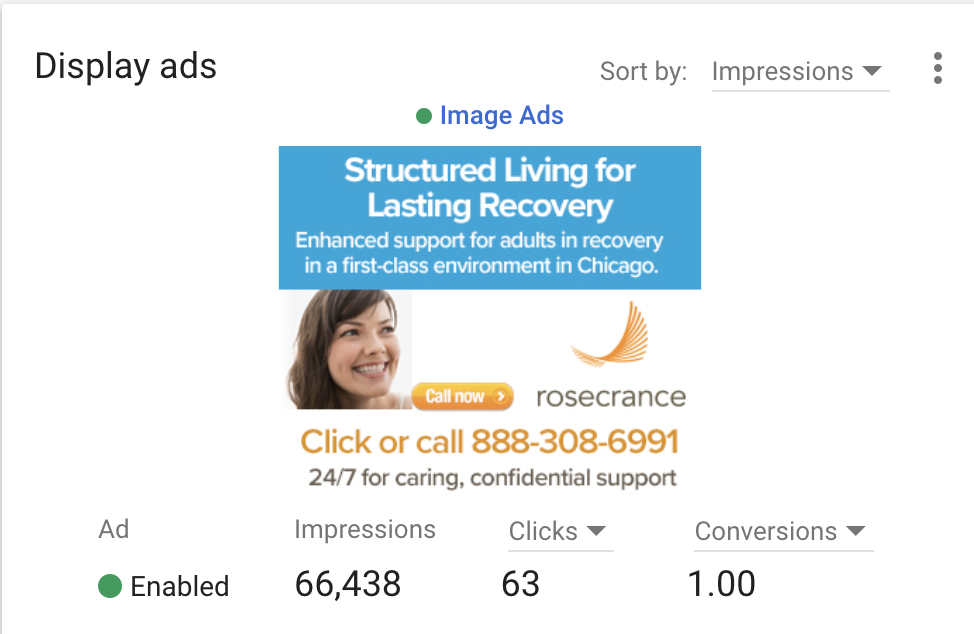 Display ads
Sort by: Impressions
Image Ads
Structured Living for
Lasting Recovery
Enhanced support for adults in recovery
in a first-class environment in Chicago.
Call now
rosecrance
Click or call 888-308-6991
24/7 for caring, confidential support
Ad Impressions Clicks Conversions
Enabled 66,438 63 1.00